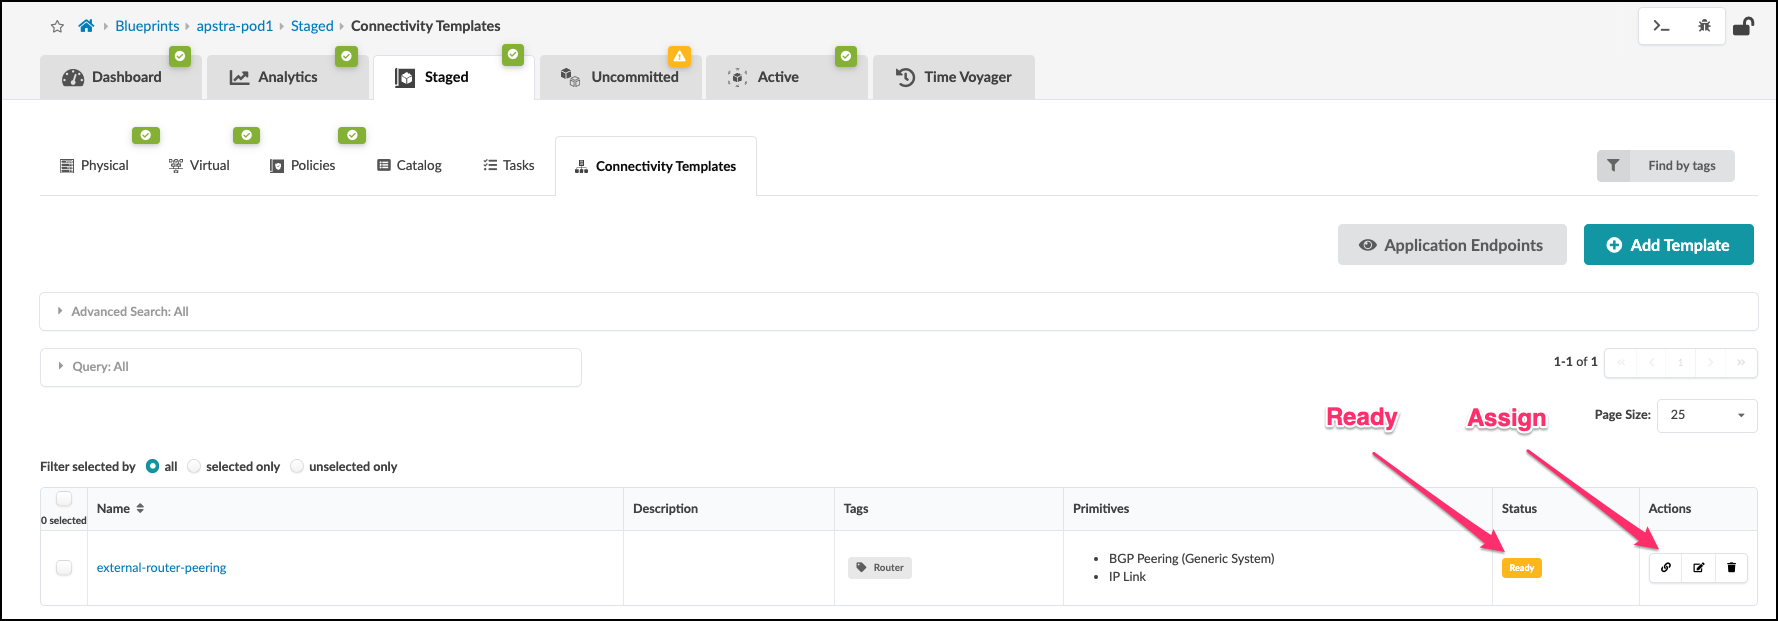 Blueprints apstra-pod1 Staged Connectivity Templates
Dashboard Analytics Staged Uncommitted Active Time Voyager
Physical Virtual Policies Catalog Tasks Connectivity Templates Find by tags
Application Endpoints Add Template
Advanced Search: All
Query: All 1-1 of 1 « ‹ 1 › »
Ready Assign Page Size: 25
Filter selected by all selected only unselected only
0 selected Name Description Tags Primitives Status Actions
external-router-peering Router • BGP Peering (Generic System) Ready
• IP Link